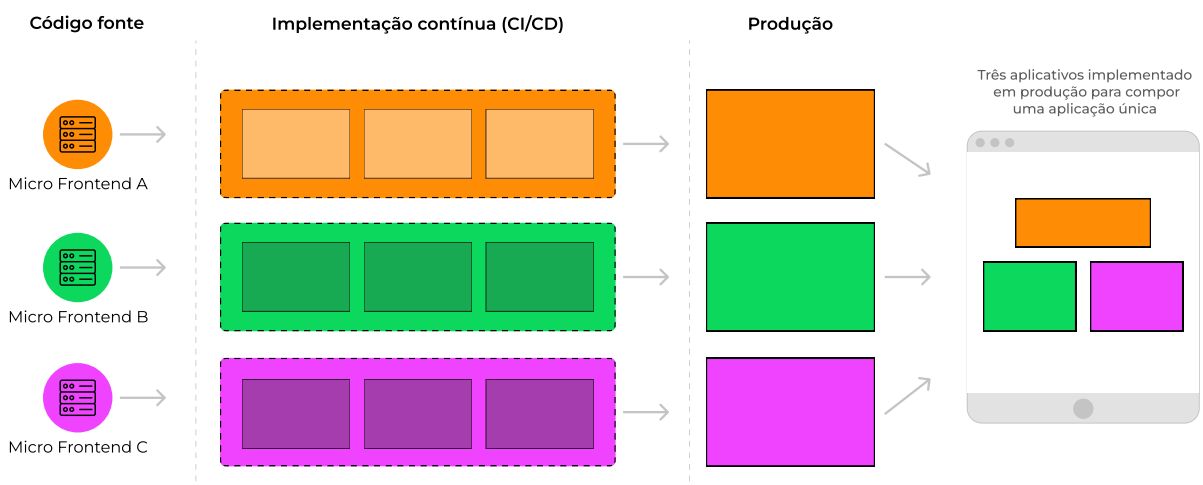 Código fonte
Implementação contínua (CI/CD)
Produção
Três aplicativos implementado
em produção para compor
uma aplicação única
Micro Frontend A
Micro Frontend B
Micro Frontend C